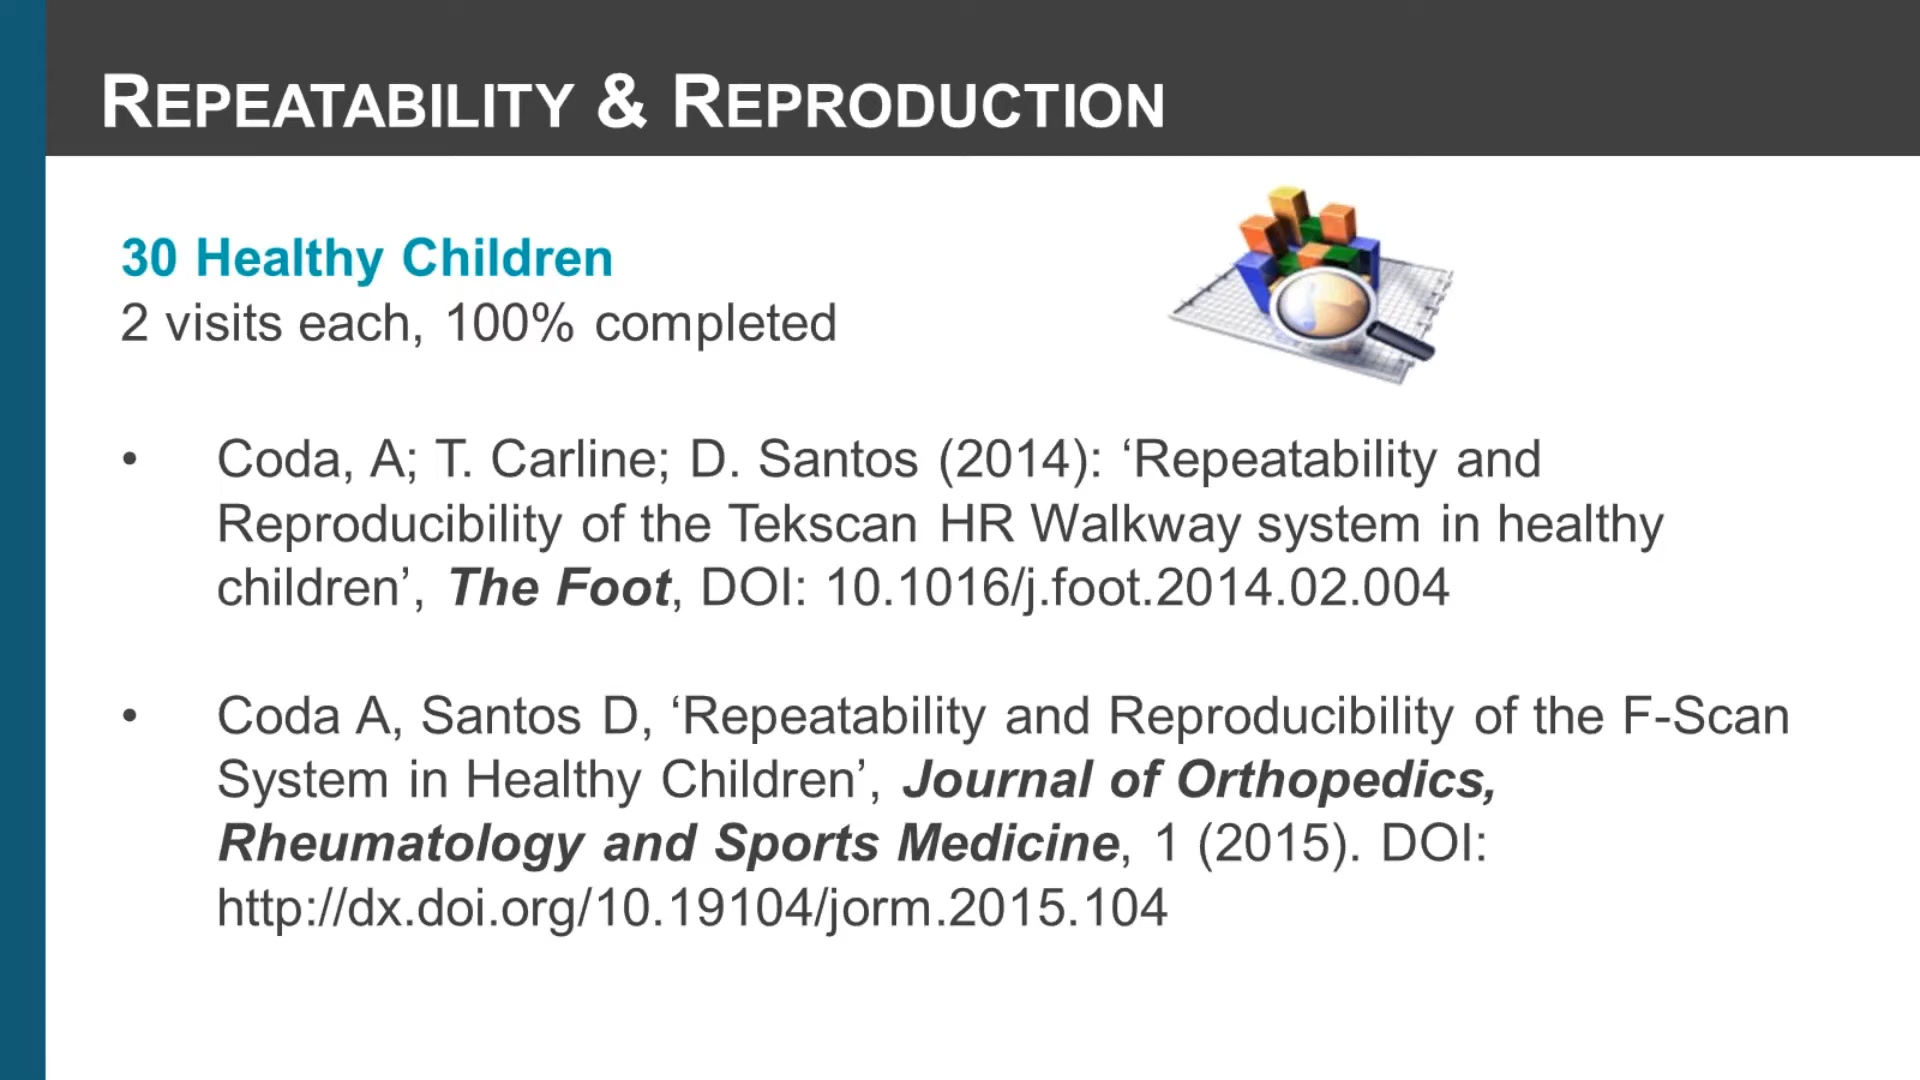 REPEATABILITY & REPRODUCTION
30 Healthy Children
2 visits each, 100% completed
• Coda, A; T. Carline; D. Santos (2014): ‘Repeatability and
Reproducibility of the Tekscan HR Walkway system in healthy
children’, The Foot, DOI: 10.1016/j.foot.2014.02.004
• Coda A, Santos D, ‘Repeatability and Reproducibility of the F-Scan
System in Healthy Children’, Journal of Orthopedics,
Rheumatology and Sports Medicine, 1 (2015). DOI:
http://dx.doi.org/10.19104/jorm.2015.104